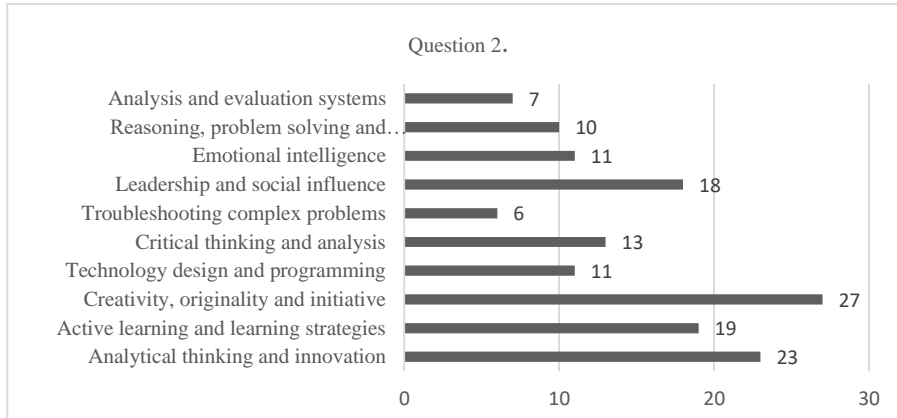 Question 2.
Analysis and evaluation systems 7
Reasoning, problem solving and… 10
Emotional intelligence 11
Leadership and social influence 18
Troubleshooting complex problems 6
Critical thinking and analysis 13
Technology design and programming 11
Creativity, originality and initiative 27
Active learning and learning strategies 19
Analytical thinking and innovation 23
0 10 20 30